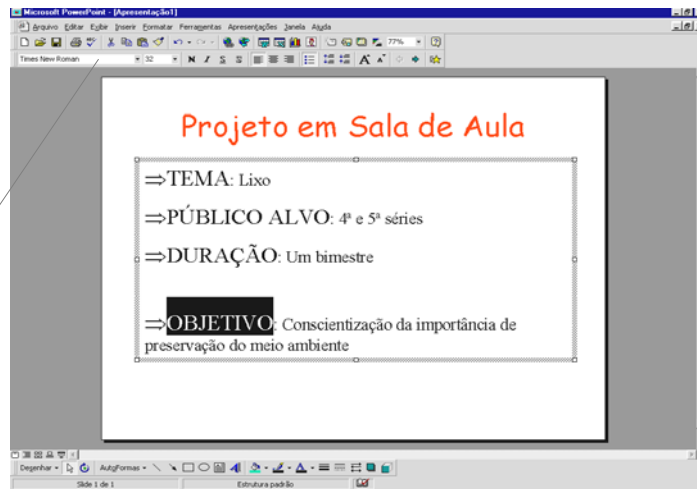 Microsoft PowerPoint - [Apresentação1]
Arquivo Editar Exibir Inserir Formatar Ferramentas Apresentações Janela Ajuda
77%
Times New Roman 32 N I S S A A
Projeto em Sala de Aula
⇒TEMA: Lixo
⇒PÚBLICO ALVO: 4ª e 5ª séries
⇒DURAÇÃO: Um bimestre
⇒OBJETIVO: Conscientização da importância de
preservação do meio ambiente
Desenhar AutoFormas
Slide 1 de 1 Estrutura padrão